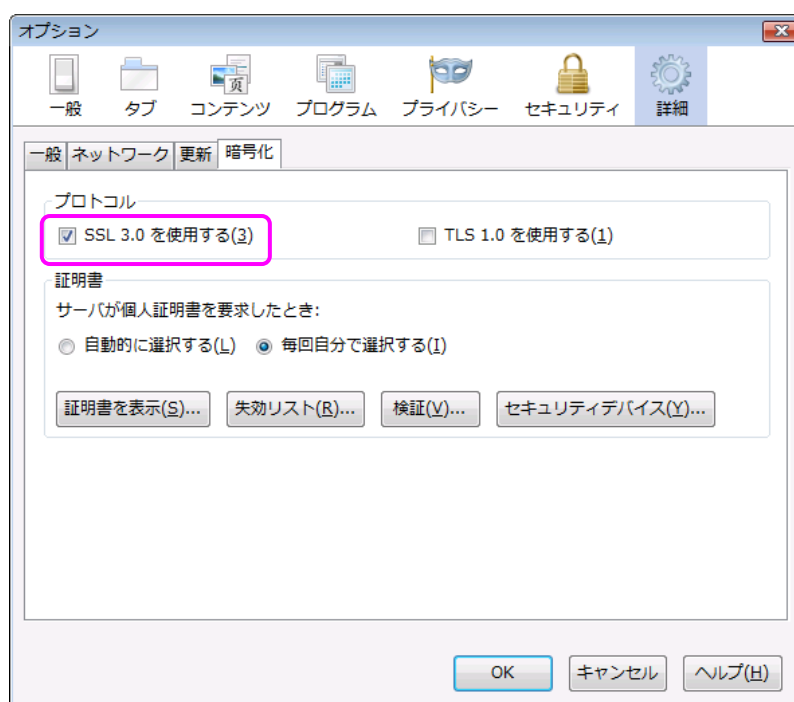 オプション
一般 タブ コンテンツ プログラム プライバシー セキュリティ 詳細
一般 ネットワーク 更新 暗号化
プロトコル
SSL 3.0 を使用する(3) TLS 1.0 を使用する(1)
証明書
サーバが個人証明書を要求したとき:
自動的に選択する(L) 毎回自分で選択する(I)
証明書を表示(S)... 失効リスト(R)... 検証(V)... セキュリティデバイス(Y)...
OK キャンセル ヘルプ(H)